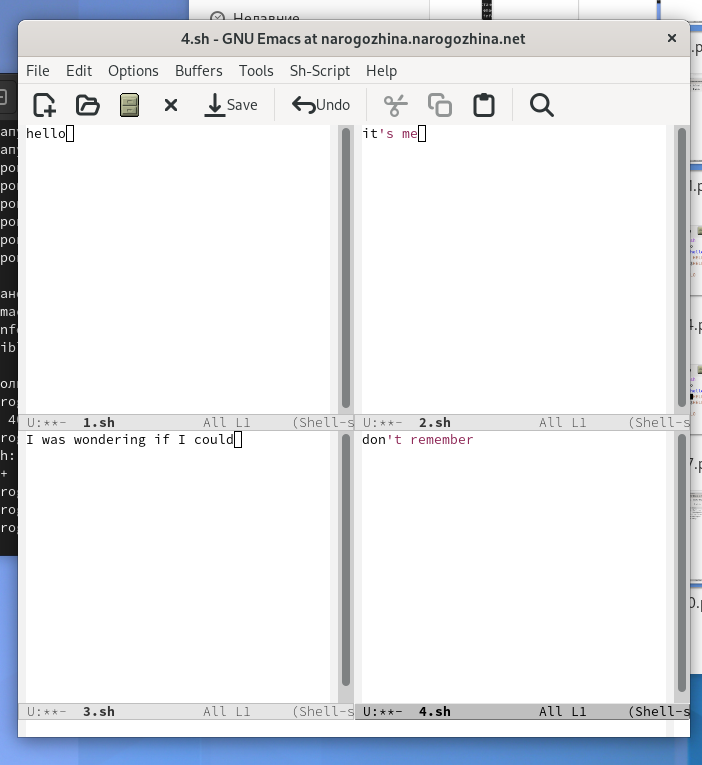 Недавние
4.sh - GNU Emacs at narogozhina.narogozhina.net
File Edit Options Buffers Tools Sh-Script Help
Save Undo
hello
it's me
U:**- 1.sh All L1 (Shell-s
U:**- 2.sh All L1 (Shell-s
I was wondering if I could
don't remember
U:**- 3.sh All L1 (Shell-s
U:**- 4.sh All L1 (Shell-s